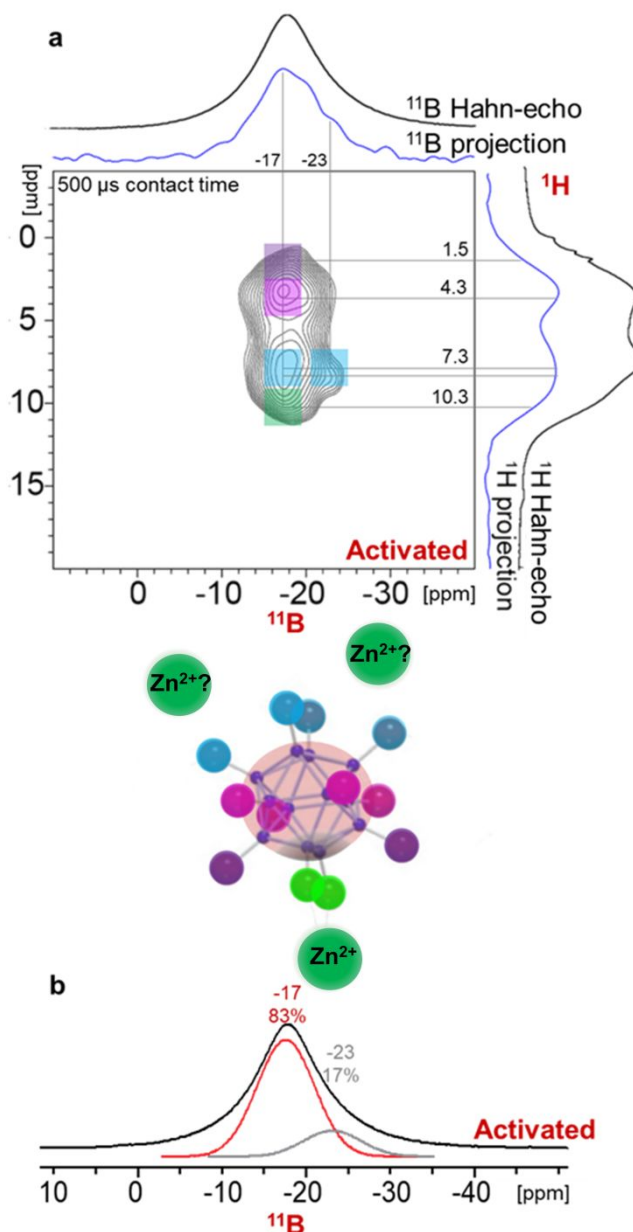 a
¹¹B Hahn-echo
¹¹B projection
-17 -23
[ppm]
500 µs contact time
¹H
0
5
10
15
1.5
4.3
7.3
10.3
¹H Hahn-echo
¹H projection
Activated
0 -10 -20 -30 [ppm]
¹¹B
Zn²⁺? Zn²⁺?
Zn²⁺
b
-17
83%
-23
17%
Activated
10 0 -10 -20 -30 -40 [ppm]
¹¹B